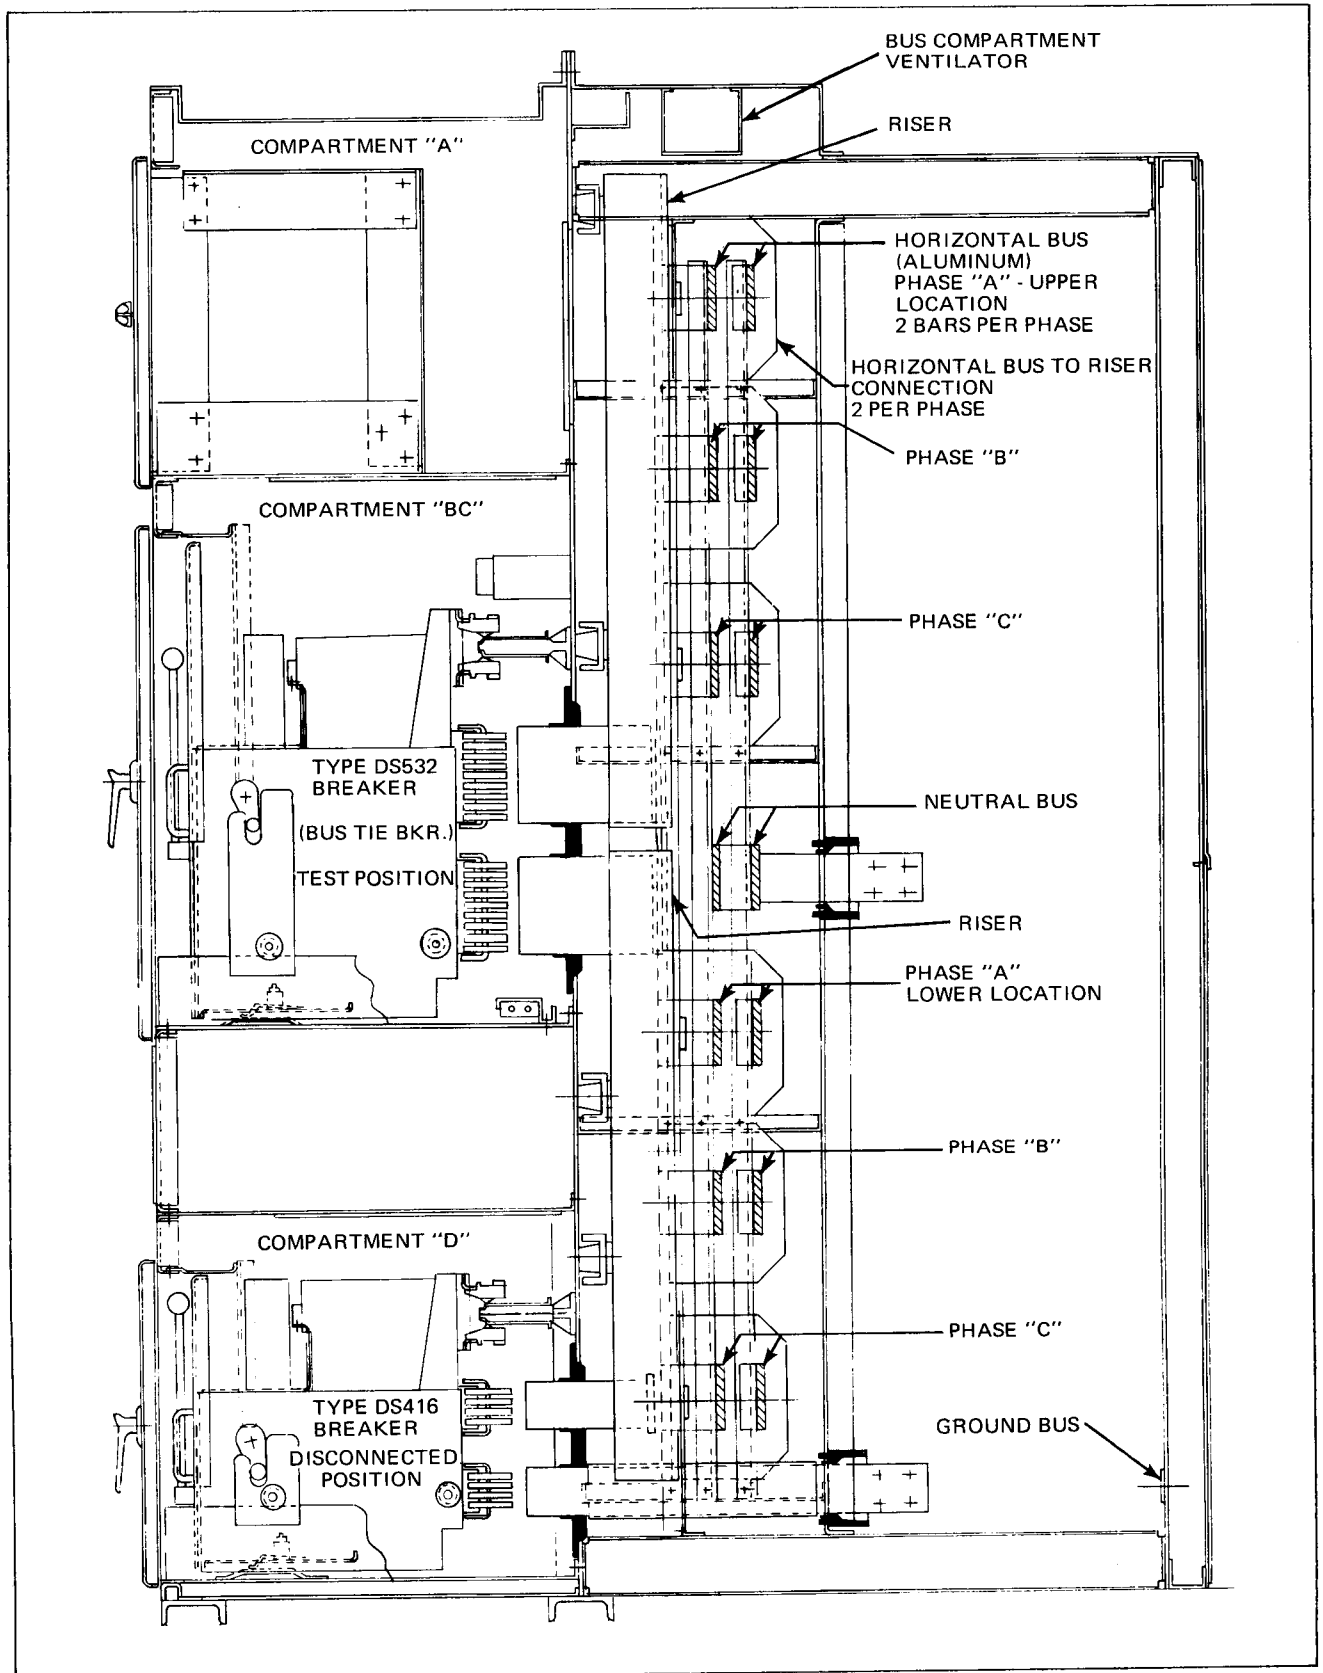 BUS COMPARTMENT
VENTILATOR
RISER
COMPARTMENT "A"
HORIZONTAL BUS
(ALUMINUM)
PHASE "A" - UPPER
LOCATION
2 BARS PER PHASE
HORIZONTAL BUS TO RISER
CONNECTION
2 PER PHASE
PHASE "B"
COMPARTMENT "BC"
PHASE "C"
TYPE DS532
BREAKER
(BUS TIE BKR.)
TEST POSITION
NEUTRAL BUS
RISER
PHASE "A"
LOWER LOCATION
PHASE "B"
COMPARTMENT "D"
PHASE "C"
TYPE DS416
BREAKER
DISCONNECTED
POSITION
GROUND BUS